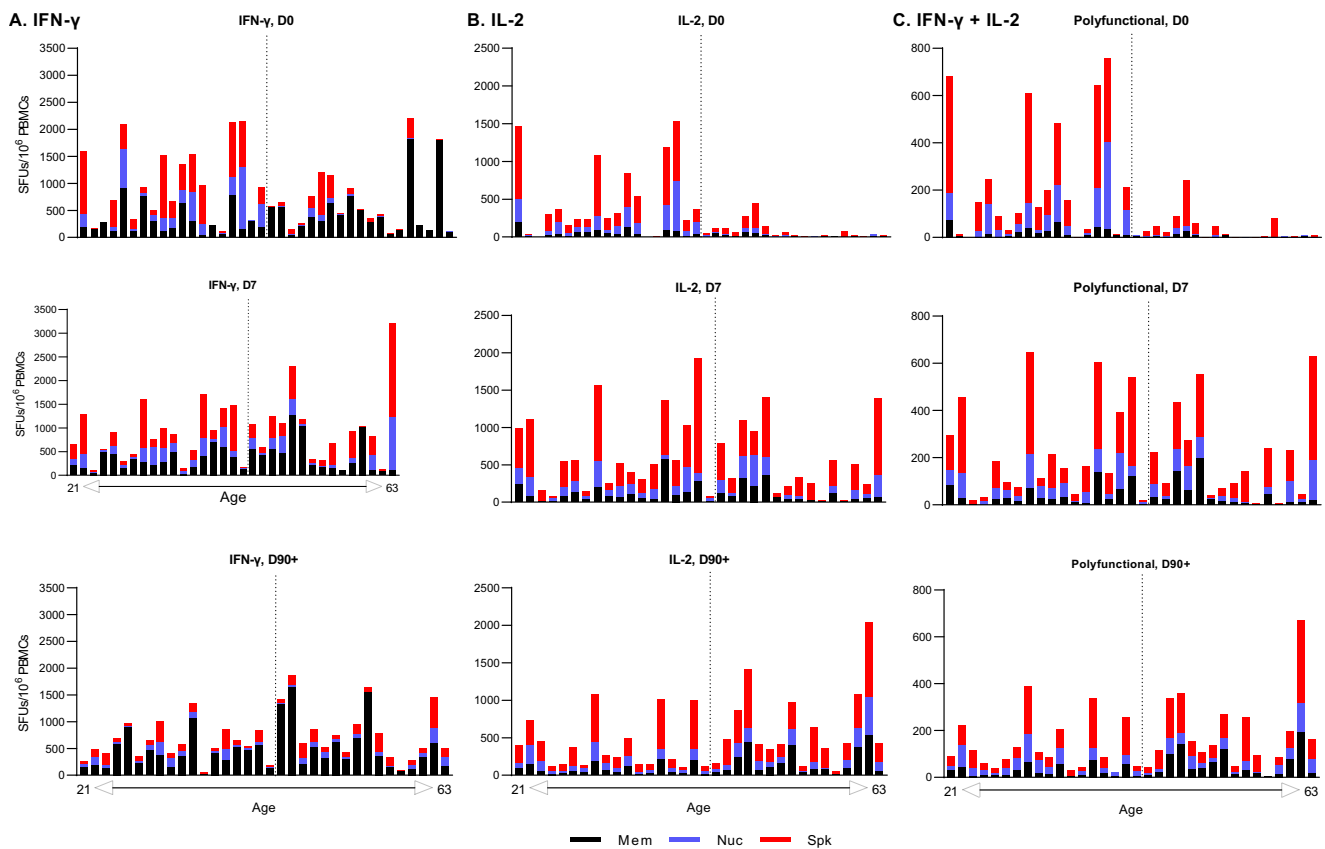 A. IFN-γ
B. IL-2
C. IFN-γ + IL-2
IFN-γ, D0
IL-2, D0
Polyfunctional, D0
SFUs/10⁶ PBMCs
3500
3000
2500
2000
1500
1000
500
0
2500
2000
1500
1000
500
0
800
600
400
200
0
IFN-γ, D7
IL-2, D7
Polyfunctional, D7
SFUs/10⁶ PBMCs
3500
3000
2500
2000
1500
1000
500
0
2500
2000
1500
1000
500
0
800
600
400
200
0
21
Age
63
IFN-γ, D90+
IL-2, D90+
Polyfunctional, D90+
SFUs/10⁶ PBMCs
3500
3000
2500
2000
1500
1000
500
0
2500
2000
1500
1000
500
0
800
600
400
200
0
21
Age
63
21
Age
63
21
Age
63
Mem
Nuc
Spk